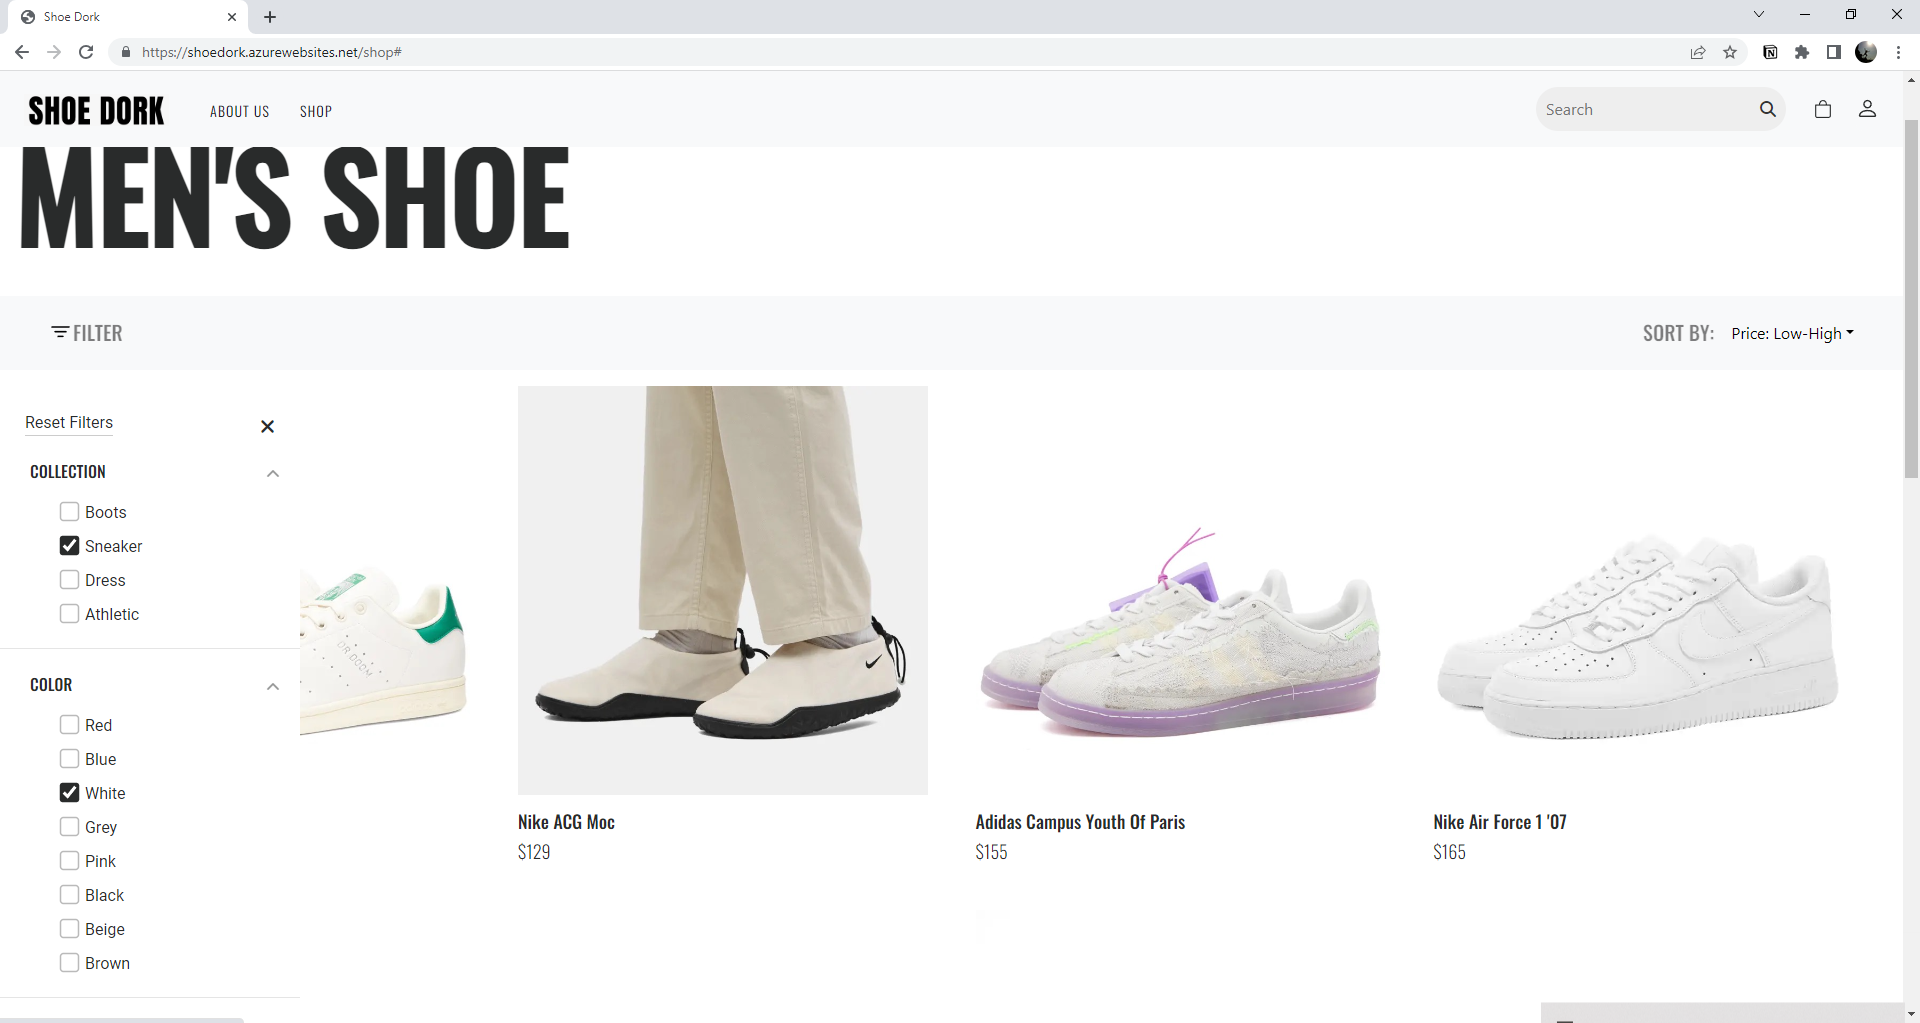 Shoe Dork
https://shoedork.azurewebsites.net/shop#
SHOE DORK
ABOUT US
SHOP
Search
MEN'S SHOE
FILTER
SORT BY: Price: Low-High
Reset Filters
COLLECTION
Boots
Sneaker
Dress
Athletic
COLOR
Red
Blue
White
Grey
Pink
Black
Beige
Brown
DR DOOM
Nike ACG Moc
$129
Adidas Campus Youth Of Paris
$155
Nike Air Force 1 '07
$165